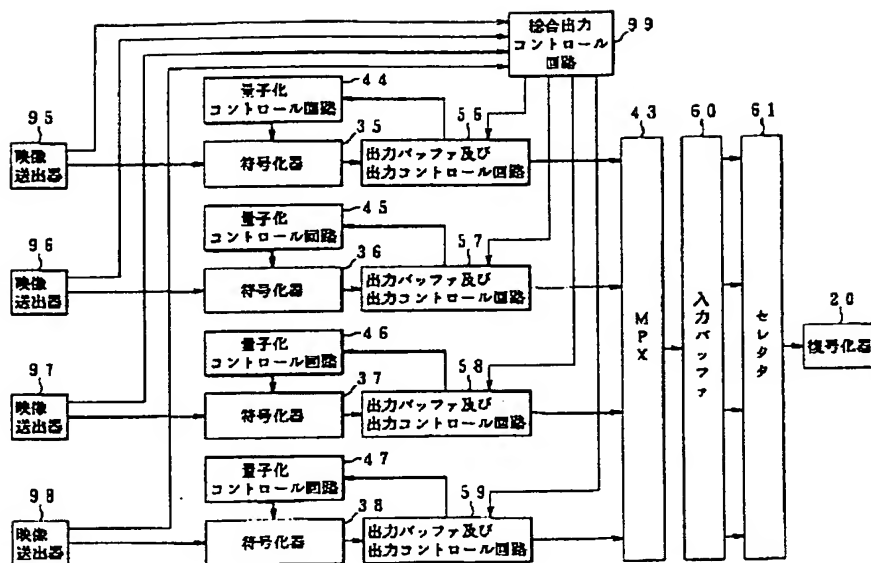 総合出力
コントロール
回路
99
量子化
コントロール回路
44
95
映像
送出器
35
符号化器
56
出力バッファ及び
出力コントロール回路
43
MPX
60
入力バッファ
61
セレクタ
量子化
コントロール回路
45
96
映像
送出器
36
符号化器
57
出力バッファ及び
出力コントロール回路
20
復号化器
量子化
コントロール回路
46
97
映像
送出器
37
符号化器
58
出力バッファ及び
出力コントロール回路
量子化
コントロール回路
47
98
映像
送出器
38
符号化器
59
出力バッファ及び
出力コントロール回路